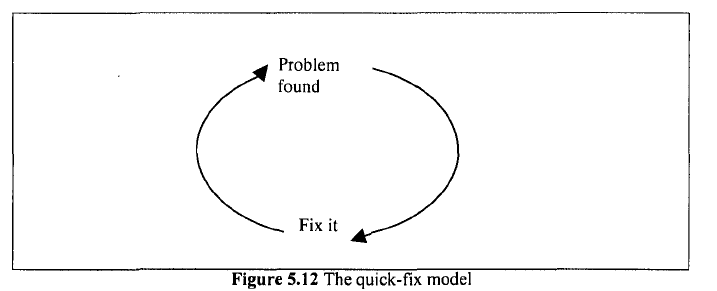 Problem
found
Fix it
Figure 5.12 The quick-fix model